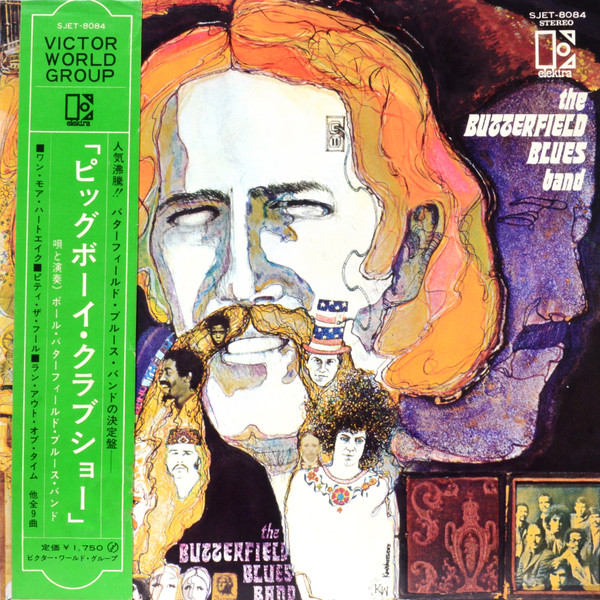 SJET-8084
VICTOR
WORLD
GROUP
elektra
人気沸騰!! バターフィールド・ブルース・バンドの決定盤──
「ピッグボーイ・クラブショー」
唄と演奏〉ポール・バターフィールド・ブルース・バンド
■ワン・モア・ハートエイク■ピティ・ザ・フール■ラン・アウト・オブ・タイム 他全9曲
定価¥1,750
ビクター・ワールド・グループ
SJET-8084
STEREO
elektra
the
BUTTERFIELD
BLUES
band
the
BUTTERFIELD
BLUES
BAND
KW